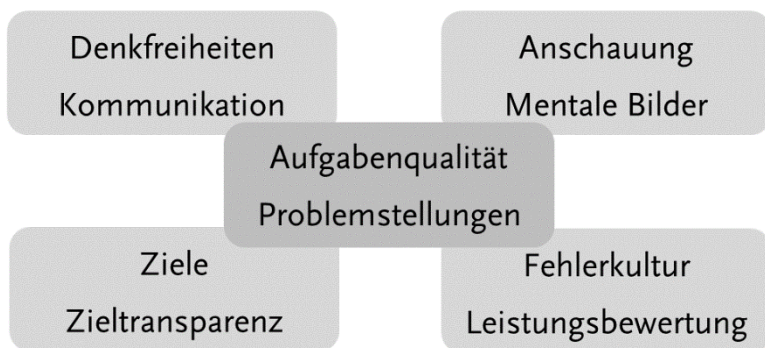 Denkfreiheiten
Kommunikation
Anschauung
Mentale Bilder
Aufgabenqualität
Problemstellungen
Ziele
Zieltransparenz
Fehlerkultur
Leistungsbewertung